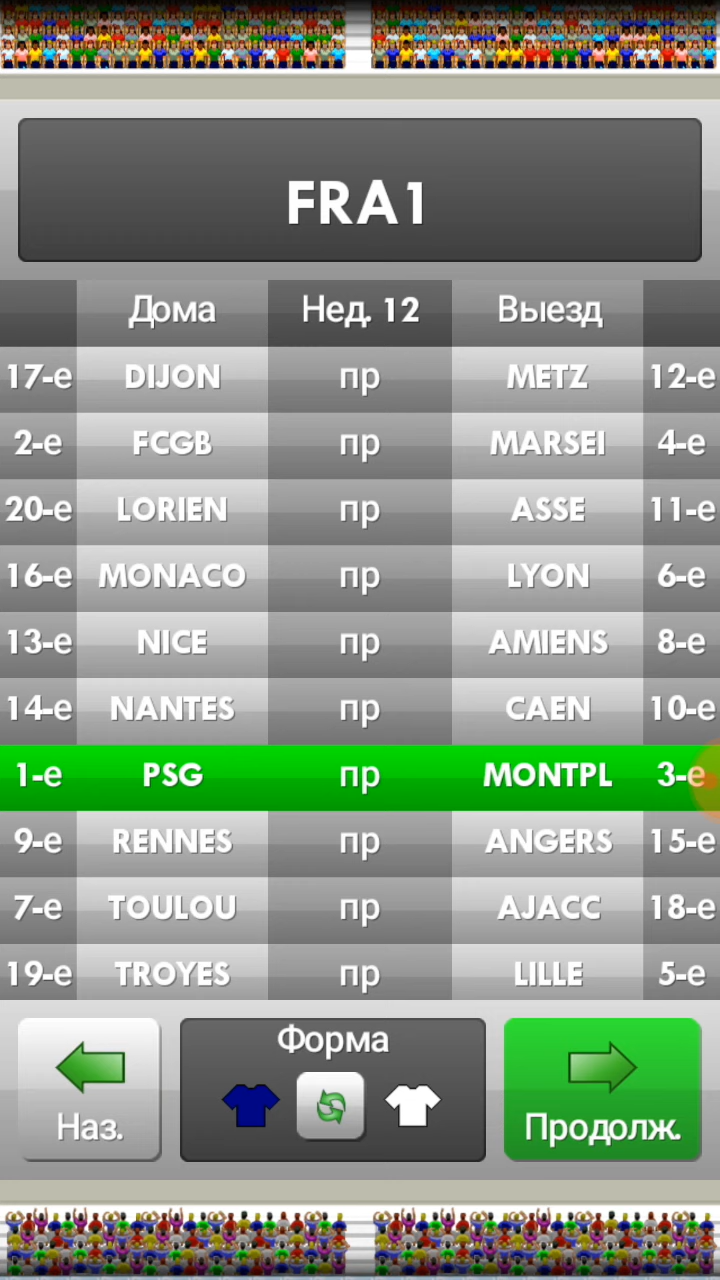 FRA1
Дома Нед. 12 Выезд
17-е DIJON пр METZ 12-е
2-е FCGB пр MARSEI 4-е
20-е LORIEN пр ASSE 11-е
16-е MONACO пр LYON 6-е
13-е NICE пр AMIENS 8-е
14-е NANTES пр CAEN 10-е
1-е PSG пр MONTPL 3-е
9-е RENNES пр ANGERS 15-е
7-е TOULOU пр AJACC 18-е
19-е TROYES пр LILLE 5-е
Форма
Наз. Продолж.